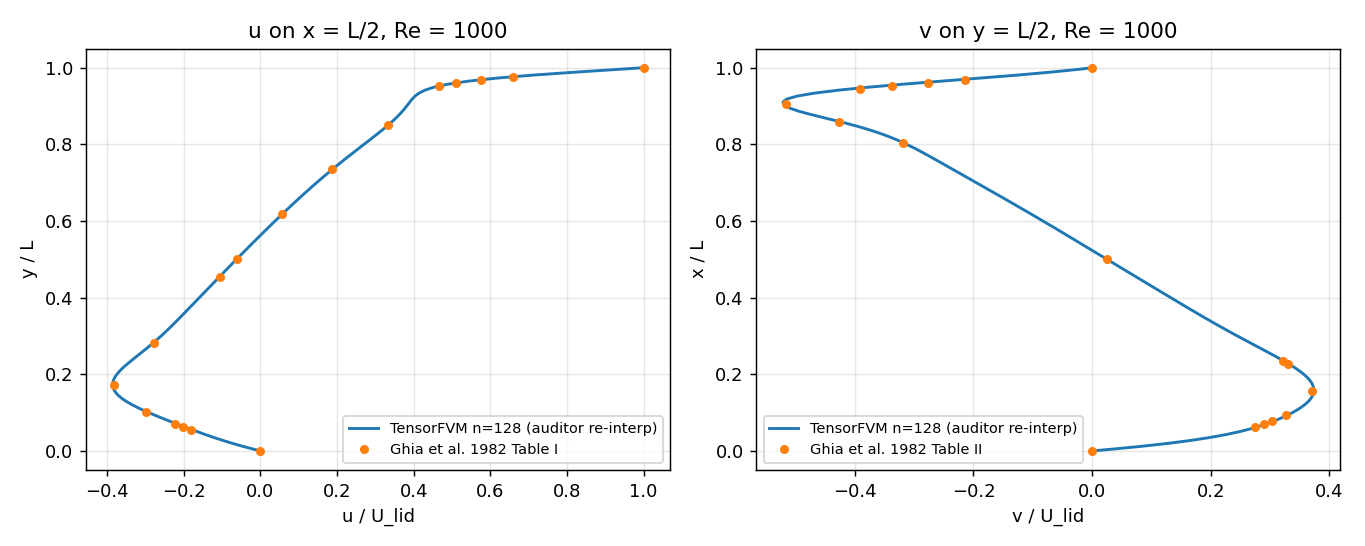 u on x = L/2, Re = 1000
1.0
0.8
0.6
0.4
0.2
0.0
y / L
−0.4 −0.2 0.0 0.2 0.4 0.6 0.8 1.0
u / U_lid
TensorFVM n=128 (auditor re-interp)
Ghia et al. 1982 Table I
v on y = L/2, Re = 1000
1.0
0.8
0.6
0.4
0.2
0.0
x / L
−0.4 −0.2 0.0 0.2 0.4
v / U_lid
TensorFVM n=128 (auditor re-interp)
Ghia et al. 1982 Table II